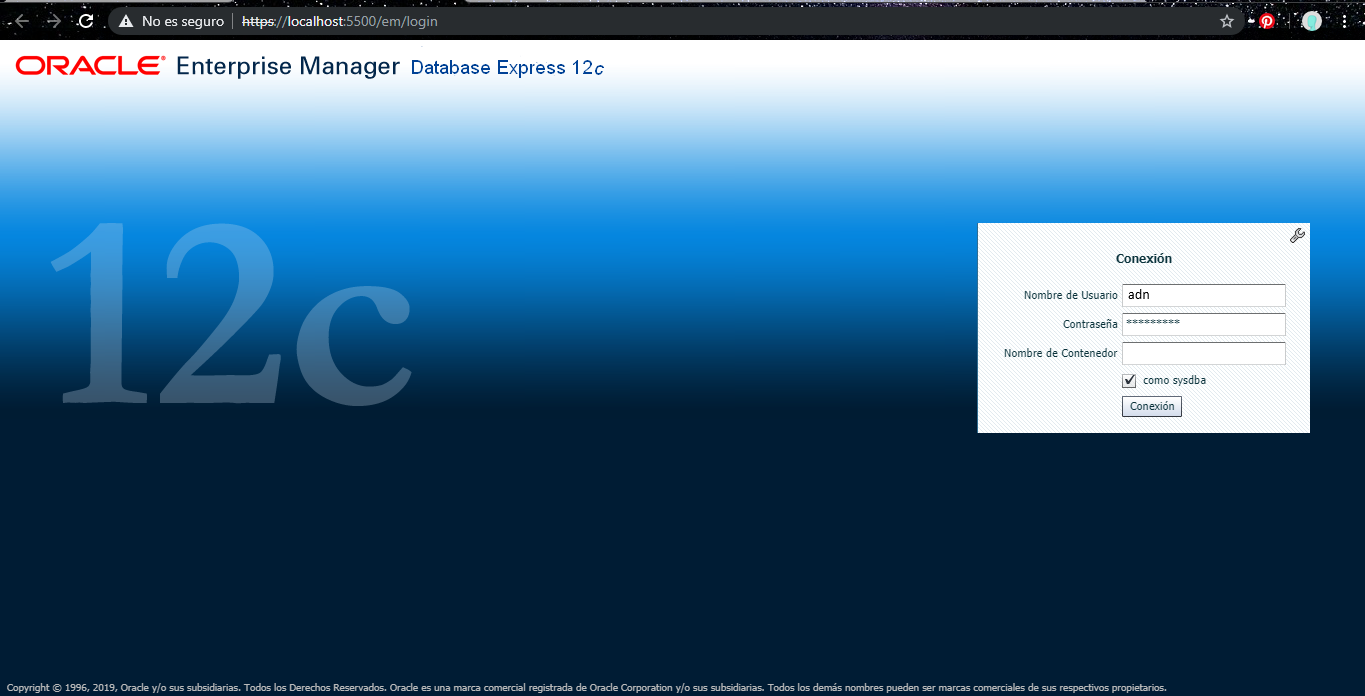 No es seguro https://localhost:5500/em/login
ORACLE® Enterprise Manager Database Express 12c
12c
Conexión
Nombre de Usuario adn
Contraseña *********
Nombre de Contenedor
como sysdba
Conexión
Copyright © 1996, 2019, Oracle y/o sus subsidiarias. Todos los Derechos Reservados. Oracle es una marca comercial registrada de Oracle Corporation y/o sus subsidiarias. Todos los demás nombres pueden ser marcas comerciales de sus respectivos propietarios.